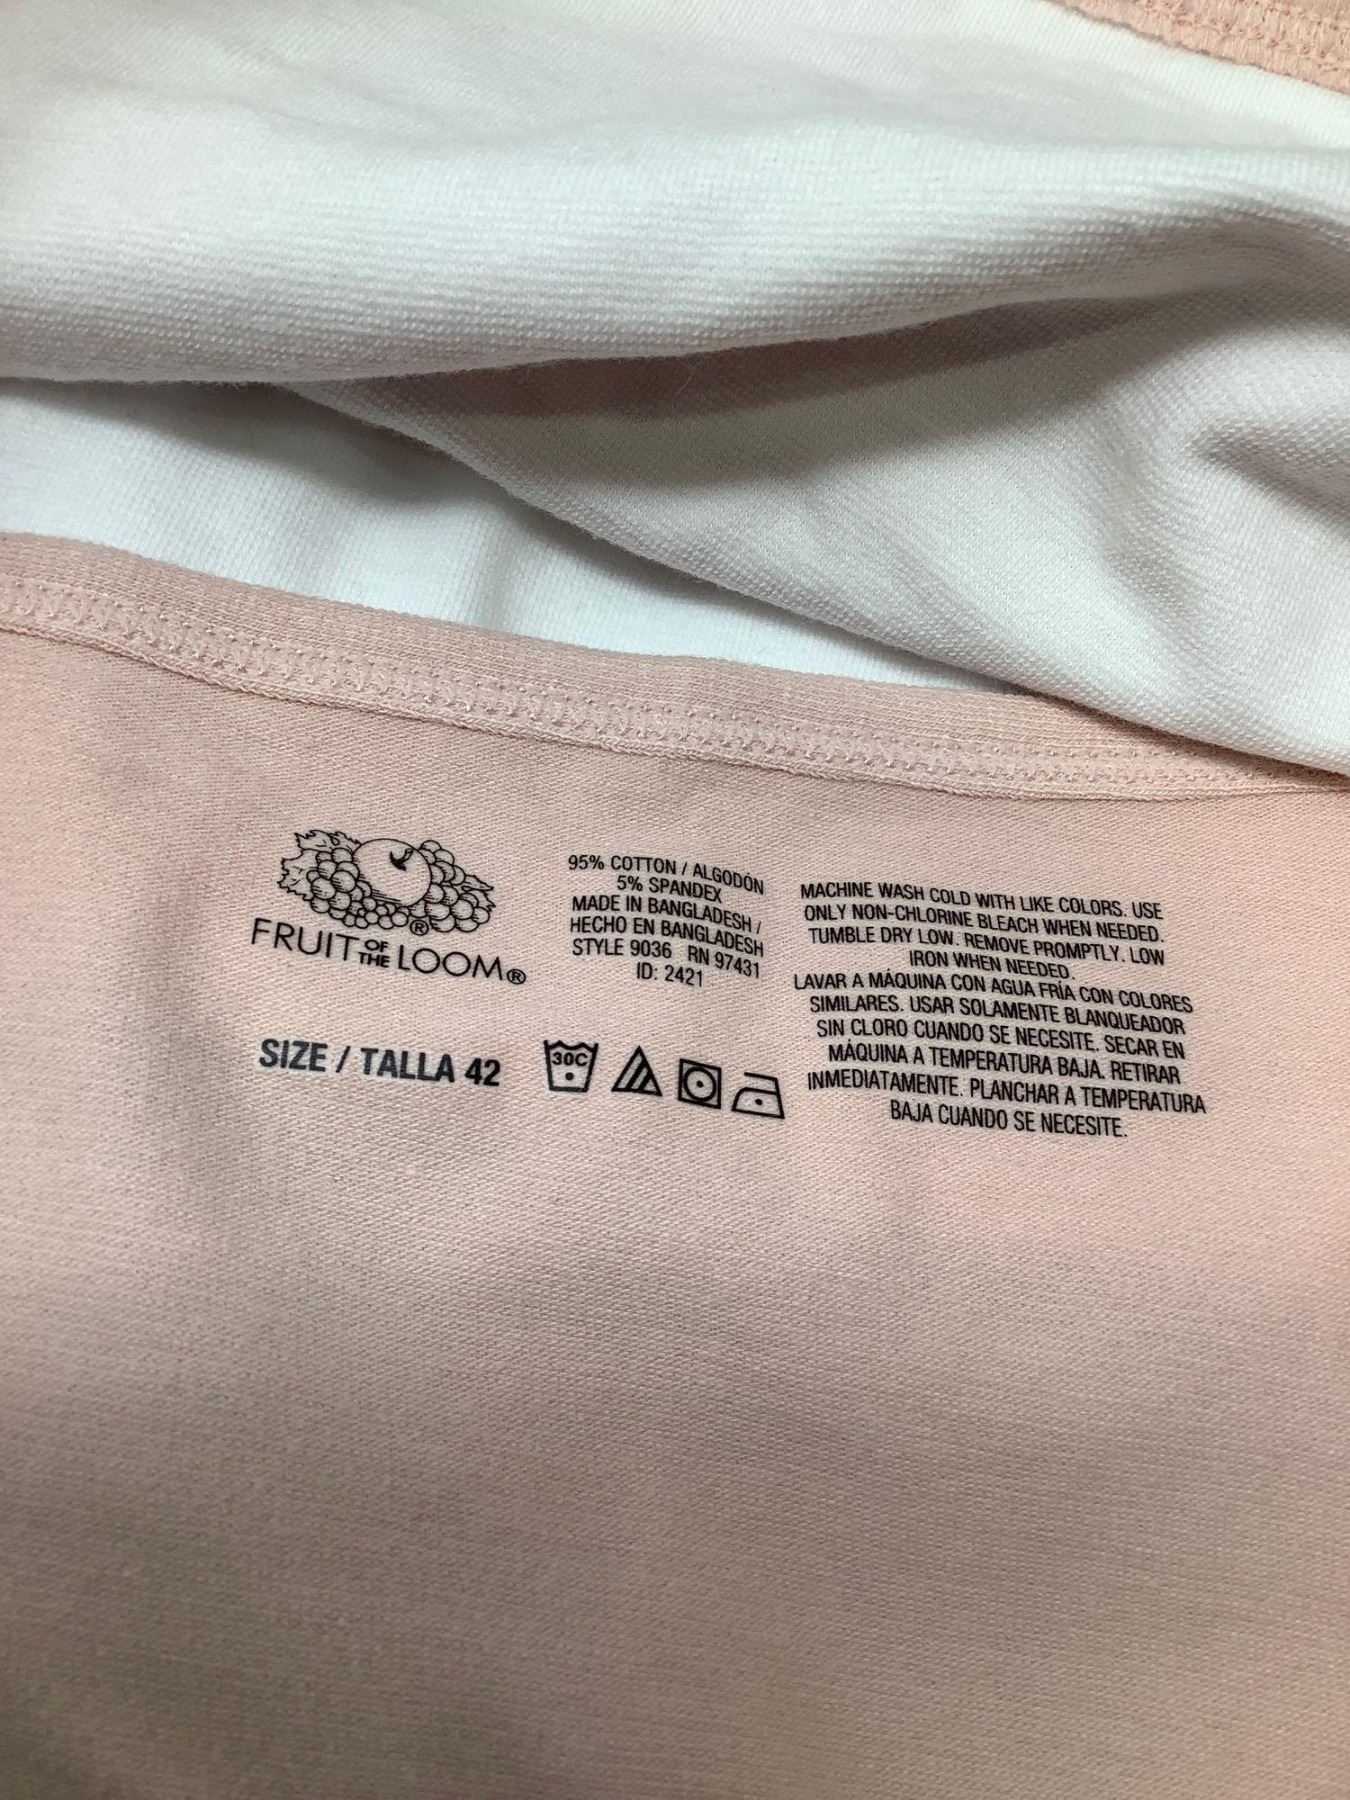 FRUIT OF THE LOOM®
SIZE / TALLA 42
95% COTTON / ALGODÓN
5% SPANDEX
MADE IN BANGLADESH /
HECHO EN BANGLADESH
STYLE 9036 RN 97431
ID: 2421
30C
MACHINE WASH COLD WITH LIKE COLORS. USE
ONLY NON-CHLORINE BLEACH WHEN NEEDED.
TUMBLE DRY LOW. REMOVE PROMPTLY. LOW
IRON WHEN NEEDED.
LAVAR A MÁQUINA CON AGUA FRÍA CON COLORES
SIMILARES. USAR SOLAMENTE BLANQUEADOR
SIN CLORO CUANDO SE NECESITE. SECAR EN
MÁQUINA A TEMPERATURA BAJA. RETIRAR
INMEDIATAMENTE. PLANCHAR A TEMPERATURA
BAJA CUANDO SE NECESITE.